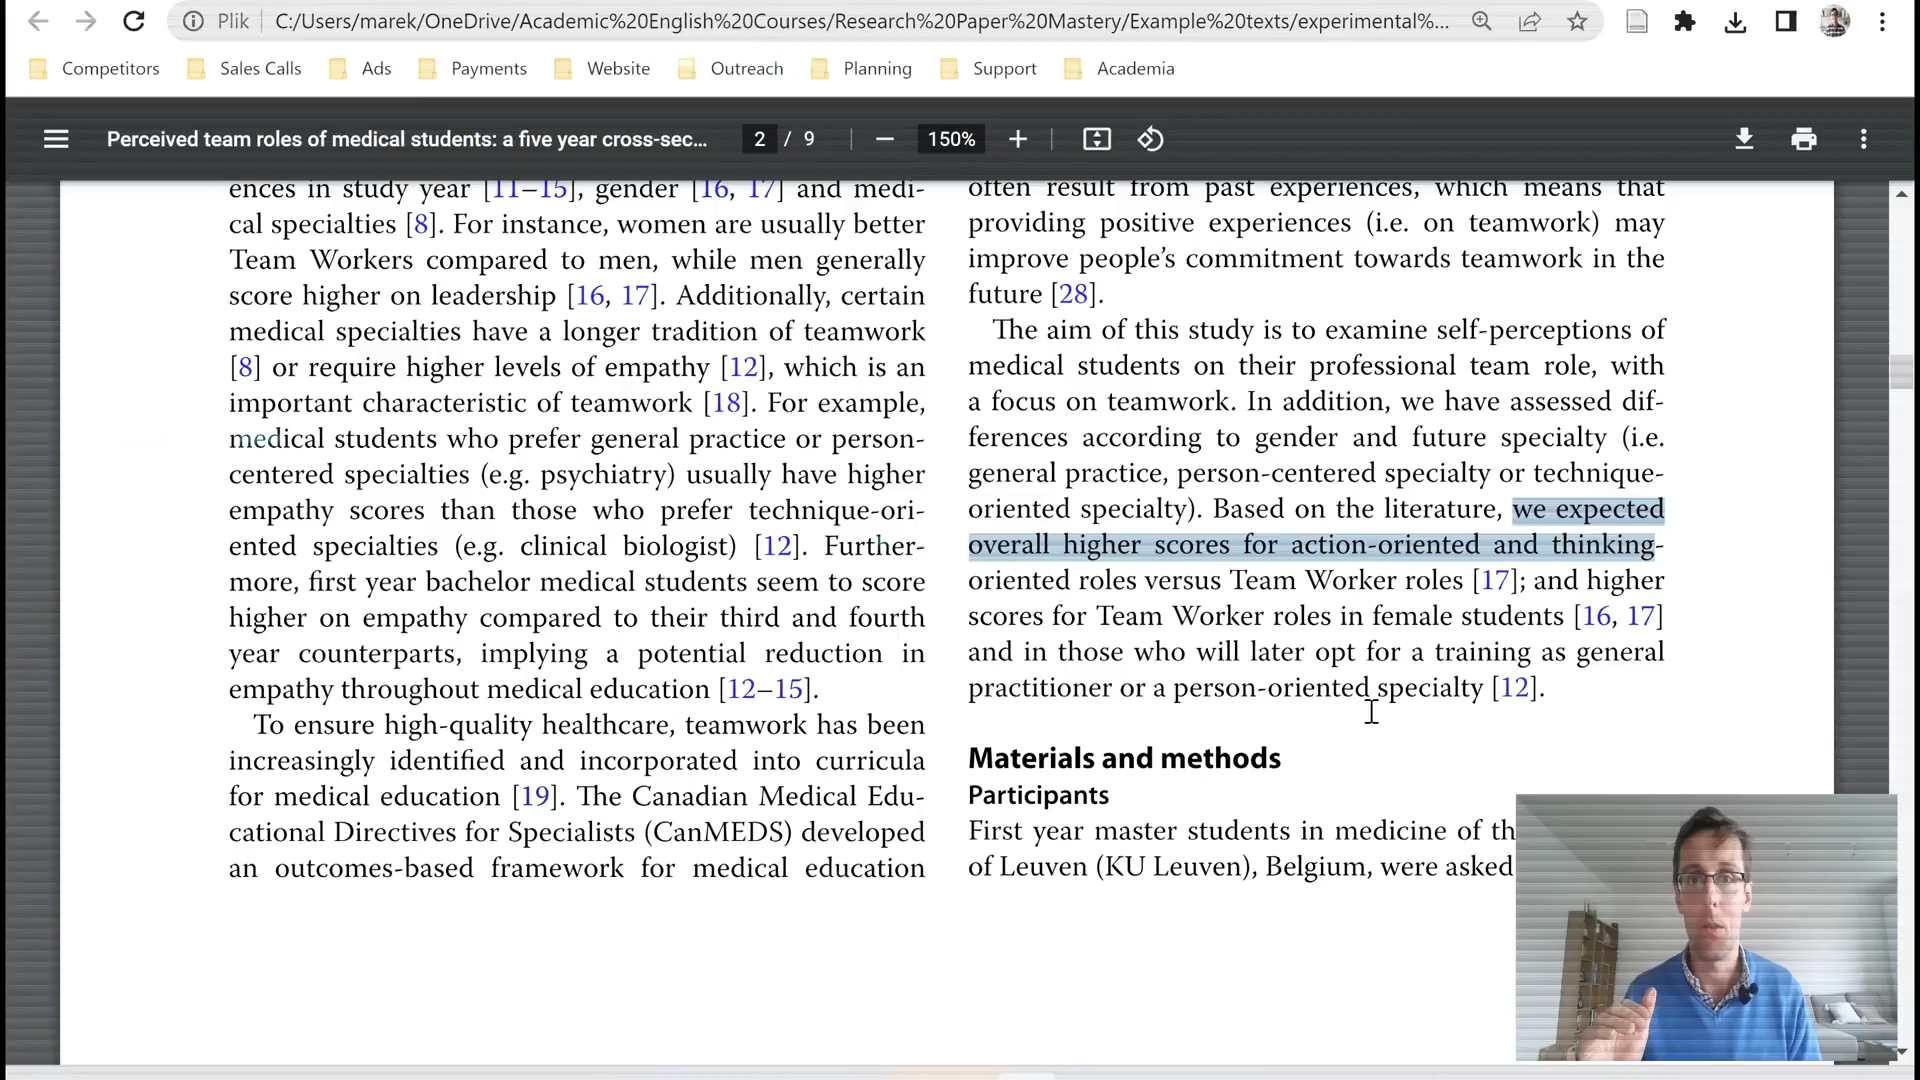 Plik
C:/Users/marek/OneDrive/Academic%20English%20Courses/Research%20Paper%20Mastery/Example%20texts/experimental%...
Competitors
Sales Calls
Ads
Payments
Website
Outreach
Planning
Support
Academia
Perceived team roles of medical students: a five year cross-sec...
2 / 9
150%
ences in study year [11–15], gender [16, 17] and medi-
cal specialties [8]. For instance, women are usually better
Team Workers compared to men, while men generally
score higher on leadership [16, 17]. Additionally, certain
medical specialties have a longer tradition of teamwork
[8] or require higher levels of empathy [12], which is an
important characteristic of teamwork [18]. For example,
medical students who prefer general practice or person-
centered specialties (e.g. psychiatry) usually have higher
empathy scores than those who prefer technique-ori-
ented specialties (e.g. clinical biologist) [12]. Further-
more, first year bachelor medical students seem to score
higher on empathy compared to their third and fourth
year counterparts, implying a potential reduction in
empathy throughout medical education [12–15].
To ensure high-quality healthcare, teamwork has been
increasingly identified and incorporated into curricula
for medical education [19]. The Canadian Medical Edu-
cational Directives for Specialists (CanMEDS) developed
an outcomes-based framework for medical education
often result from past experiences, which means that
providing positive experiences (i.e. on teamwork) may
improve people's commitment towards teamwork in the
future [28].
The aim of this study is to examine self-perceptions of
medical students on their professional team role, with
a focus on teamwork. In addition, we have assessed dif-
ferences according to gender and future specialty (i.e.
general practice, person-centered specialty or technique-
oriented specialty). Based on the literature, we expected
overall higher scores for action-oriented and thinking-
oriented roles versus Team Worker roles [17]; and higher
scores for Team Worker roles in female students [16, 17]
and in those who will later opt for a training as general
practitioner or a person-oriented specialty [12].
Materials and methods
Participants
First year master students in medicine of th
of Leuven (KU Leuven), Belgium, were asked